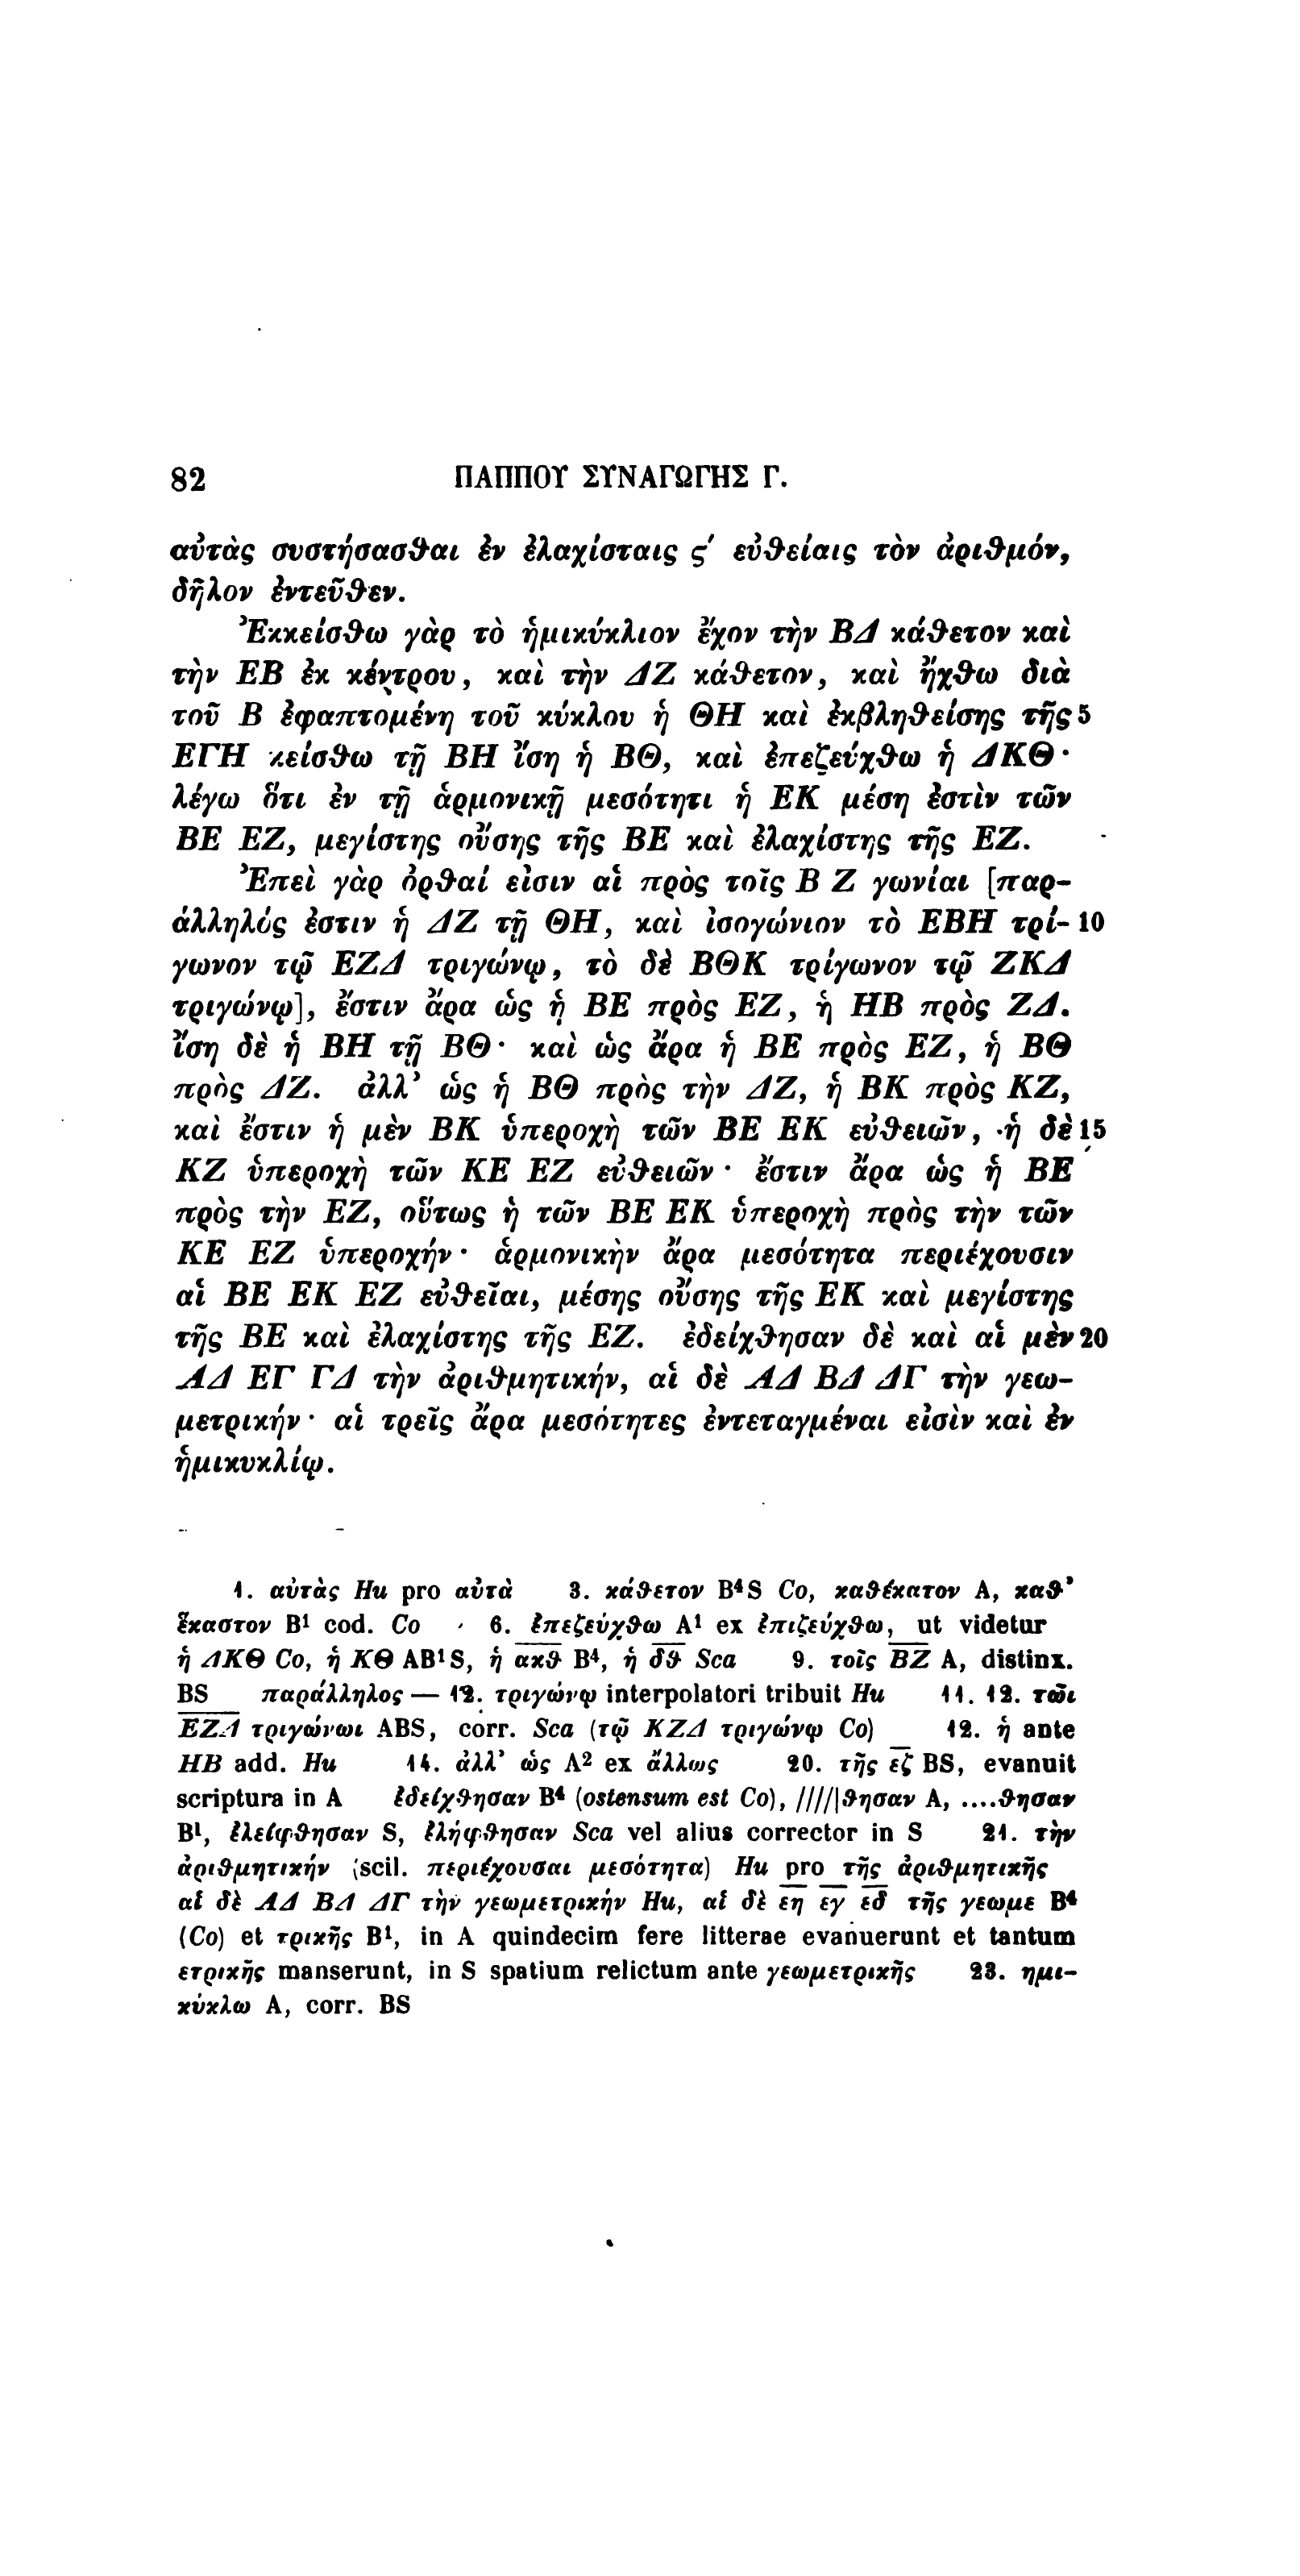 82 ΠΑΠΠΟΥ ΣΥΝΑΓΩΓΗΣ Γ.
αὐτὰς συστήσασθαι ἐν ἐλαχίσταις ϛʹ εὐθείαις τὸν ἀριθμόν,
δῆλον ἐντεῦθεν.
Ἐκκείσθω γὰρ τὸ ἡμικύκλιον ἔχον τὴν ΒΔ κάθετον καὶ
τὴν ΕΒ ἐκ κέντρου, καὶ τὴν ΔΖ κάθετον, καὶ ἤχθω διὰ
τοῦ Β ἐφαπτομένη τοῦ κύκλου ἡ ΘΗ καὶ ἐκβληθείσης τῆς 5
ΕΓΗ κείσθω τῇ ΒΗ ἴση ἡ ΒΘ, καὶ ἐπεζεύχθω ἡ ΔΚΘ·
λέγω ὅτι ἐν τῇ ἁρμονικῇ μεσότητι ἡ ΕΚ μέση ἐστὶν τῶν
ΒΕ ΕΖ, μεγίστης οὔσης τῆς ΒΕ καὶ ἐλαχίστης τῆς ΕΖ.
Ἐπεὶ γὰρ ὀρθαί εἰσιν αἱ πρὸς τοῖς Β Ζ γωνίαι [παρ-
άλληλός ἐστιν ἡ ΔΖ τῇ ΘΗ, καὶ ἰσογώνιον τὸ ΕΒΗ τρί- 10
γωνον τῷ ΕΖΔ τριγώνῳ, τὸ δὲ ΒΘΚ τρίγωνον τῷ ΖΚΔ
τριγώνῳ], ἔστιν ἄρα ὡς ἡ ΒΕ πρὸς ΕΖ, ἡ ΗΒ πρὸς ΖΔ.
ἴση δὲ ἡ ΒΗ τῇ ΒΘ· καὶ ὡς ἄρα ἡ ΒΕ πρὸς ΕΖ, ἡ ΒΘ
πρὸς ΔΖ. ἀλλ’ ὡς ἡ ΒΘ πρὸς τὴν ΔΖ, ἡ ΒΚ πρὸς ΚΖ,
καὶ ἔστιν ἡ μὲν ΒΚ ὑπεροχὴ τῶν ΒΕ ΕΚ εὐθειῶν, ἡ δὲ 15
ΚΖ ὑπεροχὴ τῶν ΚΕ ΕΖ εὐθειῶν· ἔστιν ἄρα ὡς ἡ ΒΕ
πρὸς τὴν ΕΖ, οὕτως ἡ τῶν ΒΕ ΕΚ ὑπεροχὴ πρὸς τὴν τῶν
ΚΕ ΕΖ ὑπεροχήν· ἁρμονικὴν ἄρα μεσότητα περιέχουσιν
αἱ ΒΕ ΕΚ ΕΖ εὐθεῖαι, μέσης οὔσης τῆς ΕΚ καὶ μεγίστης
τῆς ΒΕ καὶ ἐλαχίστης τῆς ΕΖ. ἐδείχθησαν δὲ καὶ αἱ μὲν 20
ΑΔ ΕΓ ΓΔ τὴν ἀριθμητικήν, αἱ δὲ ΑΔ ΒΔ ΔΓ τὴν γεω-
μετρικήν· αἱ τρεῖς ἄρα μεσότητες ἐντεταγμέναι εἰσὶν καὶ ἐν
ἡμικυκλίῳ.
1. αὐτὰς Hu pro αὐτὰ 3. κάθετον B⁴S Co, καθέκατον A, καθ’
ἕκαστον B¹ cod. Co 6. ἐπεζεύχθω A¹ ex ἐπιζεύχθω, ut videtur
ἡ ΔΚΘ Co, ἡ ΚΘ AB¹S, ἡ α̅κ̅θ̅ B⁴, ἡ δ̅θ̅ Sca 9. τοῖς Β̅Ζ̅ A, distinx.
BS παράλληλος — 12. τριγώνῳ interpolatori tribuit Hu 11. 12. τῶι
Ε̅Ζ̅Δ̅ τριγώνωι ABS, corr. Sca (τῷ ΚΖΔ τριγώνῳ Co) 12. ἡ ante
ΗΒ add. Hu 14. ἀλλ’ ὡς A² ex ἄλλως 20. τῆς ε̅ζ̅ BS, evanuit
scriptura in A ἐδείχθησαν B⁴ (ostensum est Co), ////|θησαν A, ....θησαν
B¹, ἐλείφθησαν S, ἐλήφθησαν Sca vel alius corrector in S 21. τὴν
ἀριθμητικήν (scil. περιέχουσαι μεσότητα) Hu pro τῆς ἀριθμητικῆς
αἱ δὲ ΑΔ ΒΔ ΔΓ τὴν γεωμετρικήν Hu, αἱ δὲ ε̅η̅ ε̅γ̅ ε̅δ̅ τῆς γεωμε B⁴
(Co) et τρικῆς B¹, in A quindecim fere litterae evanuerunt et tantum
ετρικῆς manserunt, in S spatium relictum ante γεωμετρικῆς 23. ημι-
κύκλω A, corr. BS